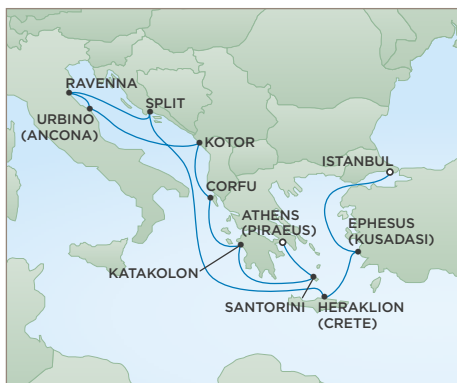 RAVENNA
SPLIT
URBINO
(ANCONA)
KOTOR
ISTANBUL
CORFU
ATHENS
(PIRAEUS)
EPHESUS
(KUSADASI)
KATAKOLON
SANTORINI
HERAKLION
(CRETE)